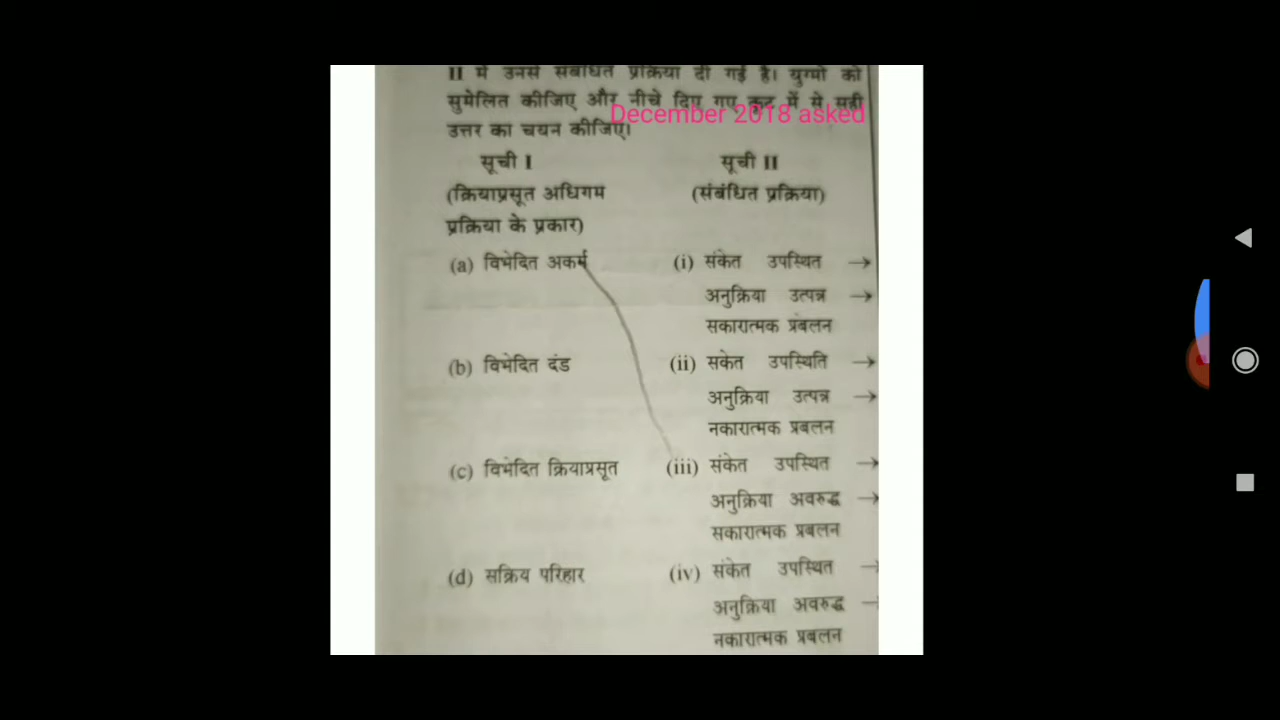 II में उनसे संबंधित प्रक्रिया दी गई है। युग्मों को
सुमेलित कीजिए और नीचे दिए गए कूट में से सही
December 2018 asked
उत्तर का चयन कीजिए।
सूची I सूची II
(क्रियाप्रसूत अधिगम (संबंधित प्रक्रिया)
प्रक्रिया के प्रकार)
(a) विभेदित अकर्म (i) संकेत उपस्थित →
अनुक्रिया उत्पन्न →
सकारात्मक प्रंबलन
(b) विभेदित दंड (ii) सकेत उपस्थिति →
अनुक्रिया उत्पन्न →
नकारात्मक प्रबलन
(c) विभेदित क्रियाप्रसूत (iii) संकेत उपस्थित →
अनुक्रिया अवरुद्ध →
सकारात्मक प्रबलन
(d) सक्रिय परिहार (iv) संकेत उपस्थित →
अनुक्रिया अवरुद्ध →
नकारात्मक प्रबलन